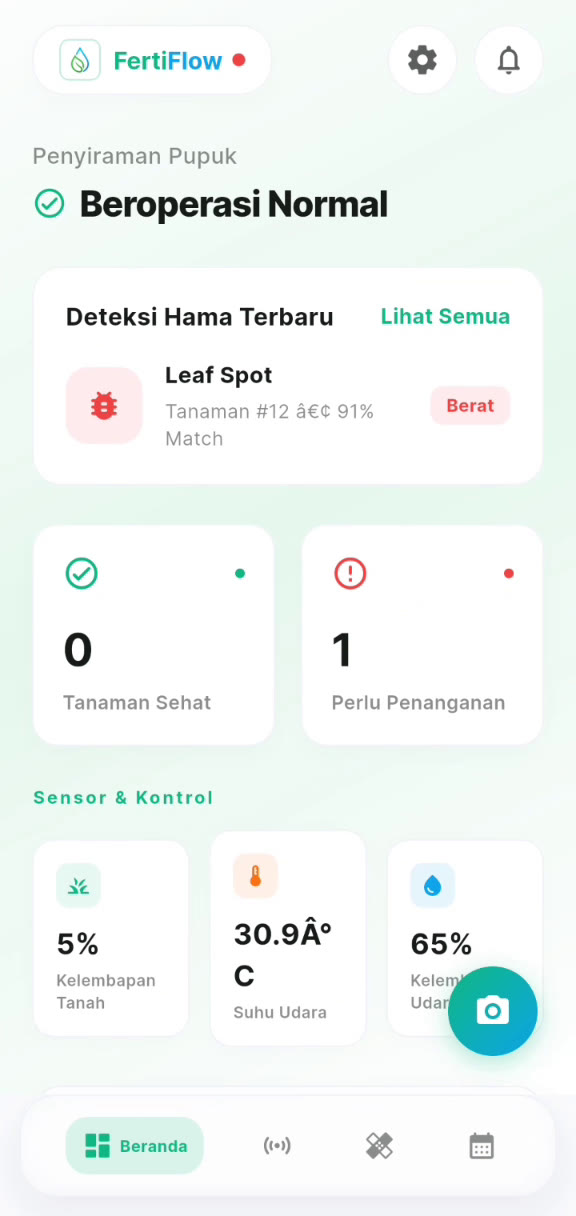 FertiFlow
Penyiraman Pupuk
Beroperasi Normal
Deteksi Hama Terbaru
Lihat Semua
Leaf Spot
Tanaman #12 â€¢ 91%
Match
Berat
0
Tanaman Sehat
1
Perlu Penanganan
Sensor & Kontrol
5%
Kelembapan
Tanah
30.9Â°
C
Suhu Udara
65%
Beranda